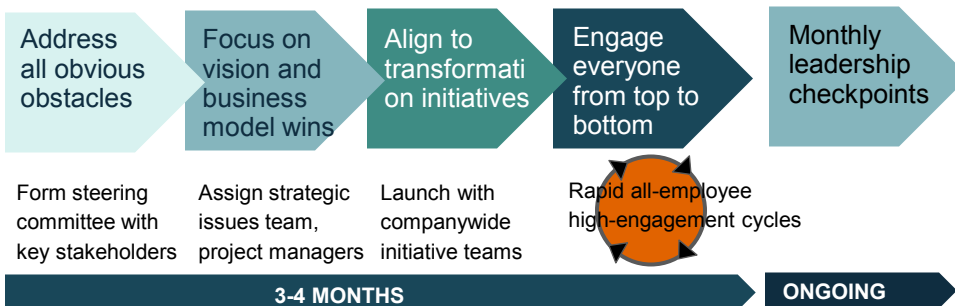 Address
all obvious
obstacles
Focus on
vision and
business
model wins
Align to
transformati
on initiatives
Engage
everyone
from top to
bottom
Monthly
leadership
checkpoints
Form steering
committee with
key stakeholders
Assign strategic
issues team,
project managers
Launch with
companywide
initiative teams
Rapid all-employee
high-engagement cycles
3-4 MONTHS
ONGOING